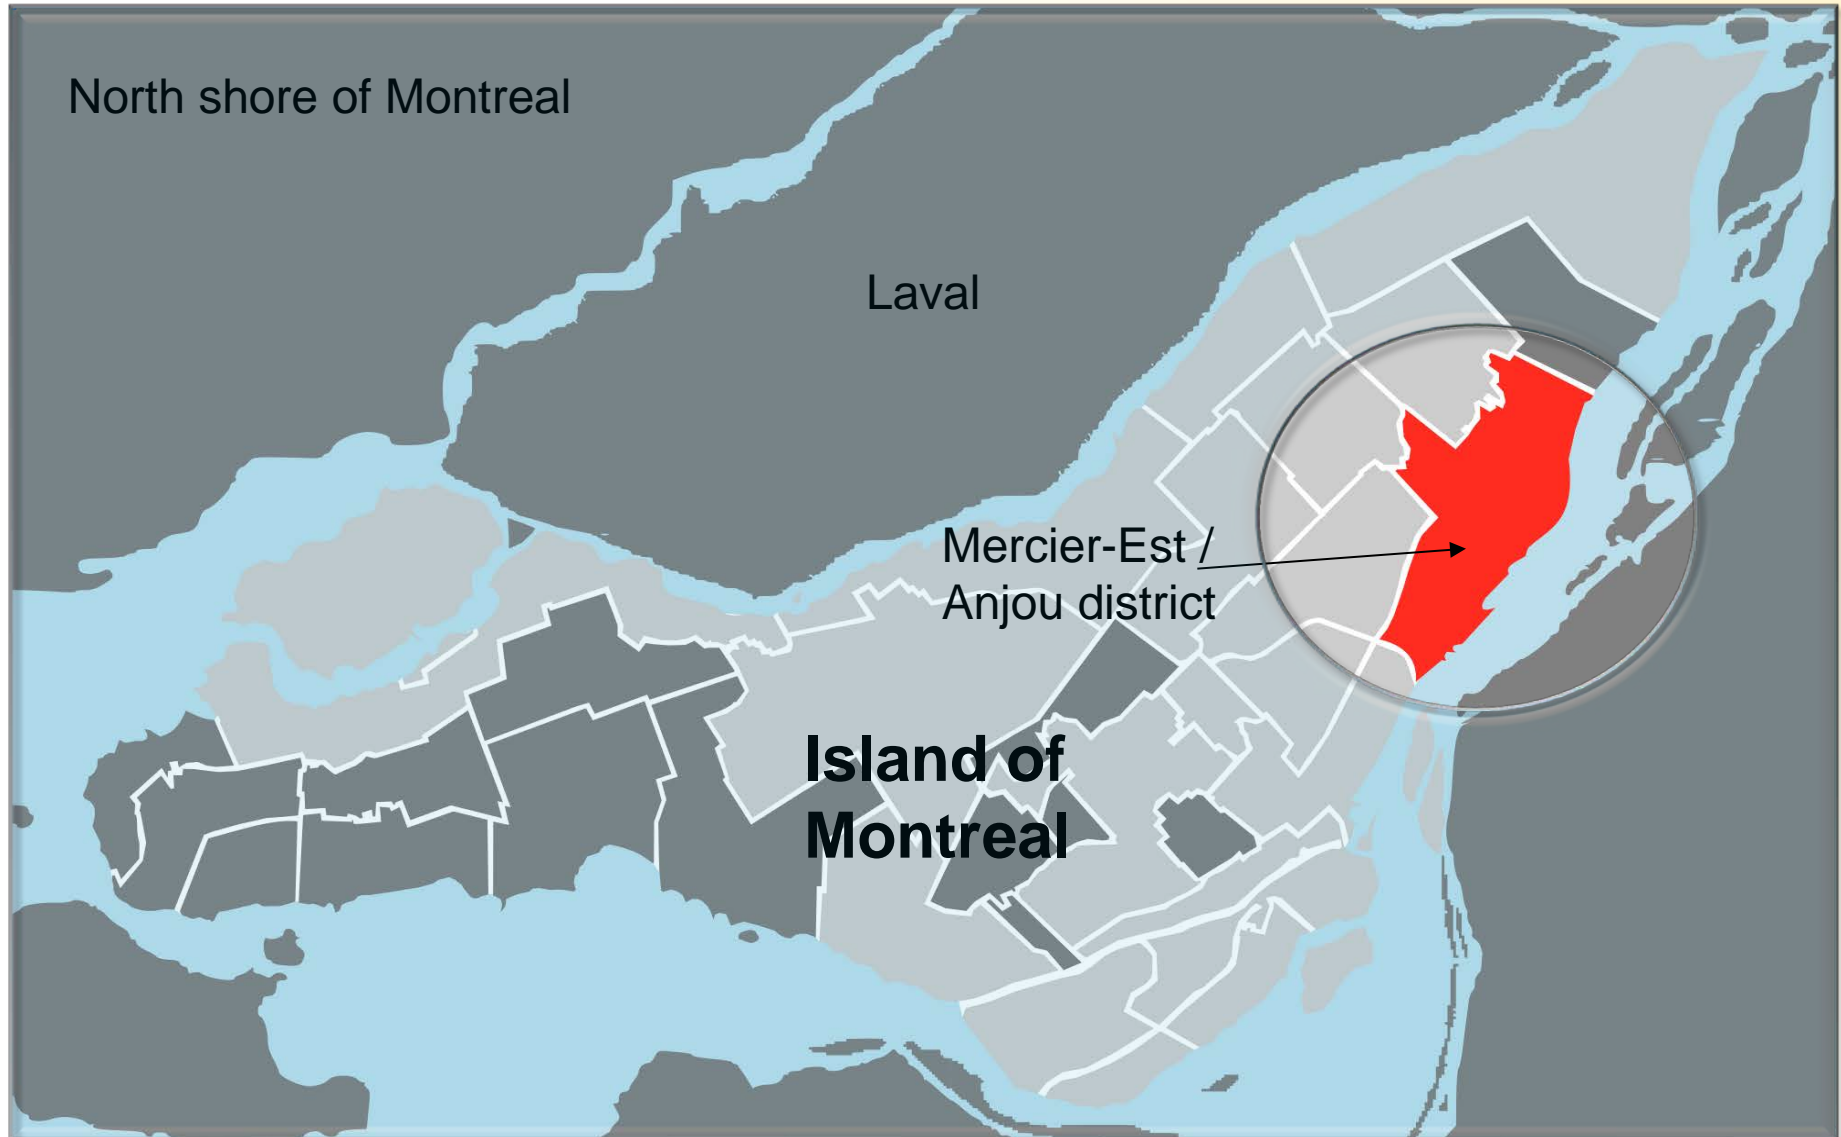 North shore of Montreal
Laval
Mercier-Est /
Anjou district
Island of
Montreal